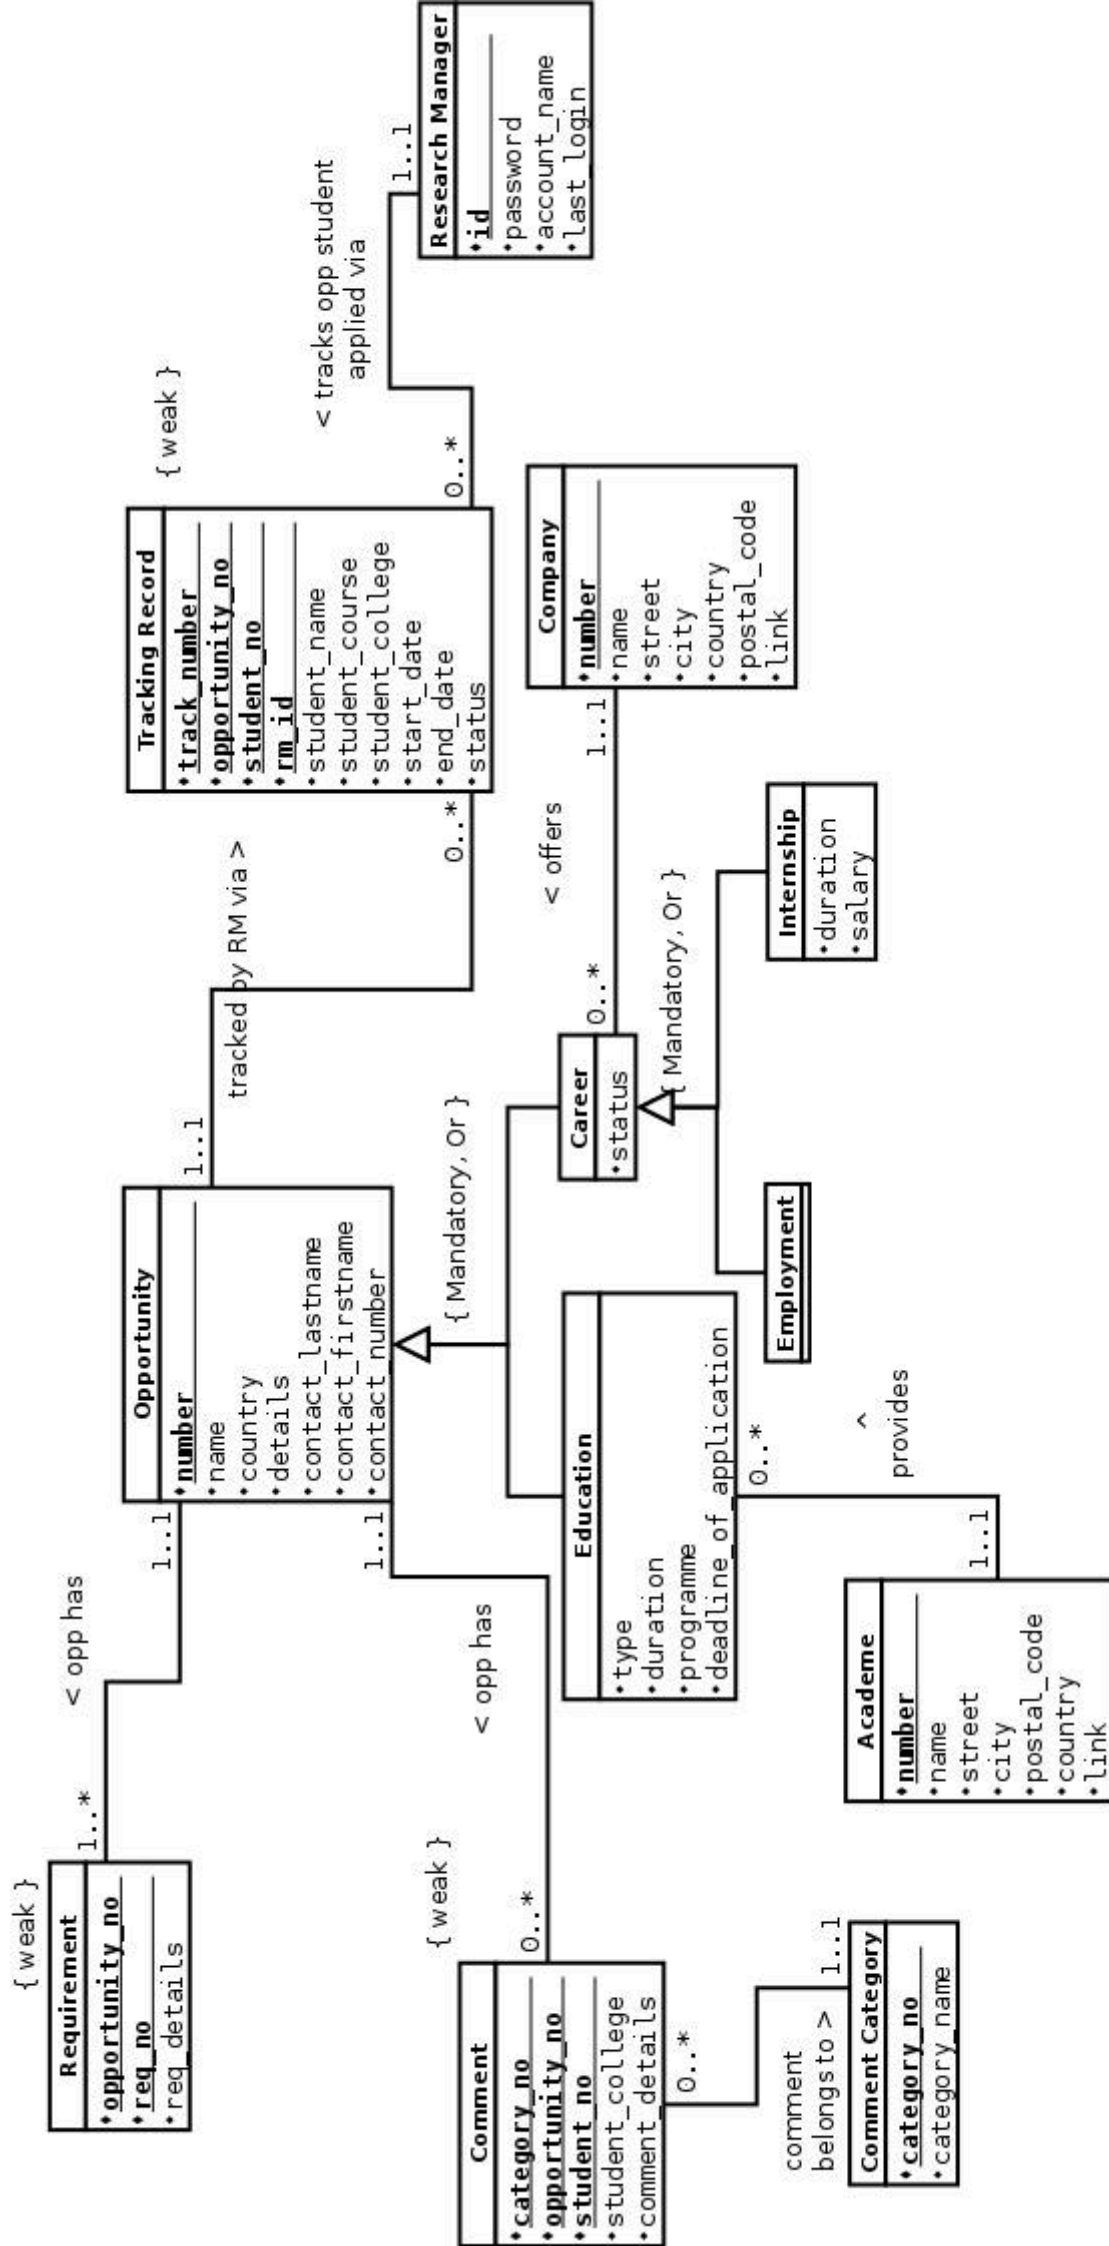 { weak }
Requirement
*opportunity_no
*req_no
*req_details
1..*
< opp has
1..1
Opportunity
*number
*name
*country
*details
*contact_lastname
*contact_firstname
*contact_number
1..1
tracked by RM via >
0..*
Tracking Record
*track_number
*opportunity_no
*student_no
*rm_id
*student_name
*student_course
*student_college
*start_date
*end_date
*status
{ weak }
0..*
< tracks opp student
applied via
1..1
Research Manager
*id
*password
*account_name
*last_login
1..1
< opp has
{ weak }
0..*
Comment
*category_no
*opportunity_no
*student_no
*student_college
*comment_details
0..*
comment
belongs to >
1..1
Comment Category
*category_no
*category_name
{ Mandatory, Or }
Education
*type
*duration
*programme
*deadline_of_application
0..*
^
provides
1..1
Academe
*number
*name
*street
*city
*postal_code
*country
*link
Career
*status
0..*
< offers
1..1
Company
*number
*name
*street
*city
*country
*postal_code
*link
{ Mandatory, Or }
Employment
Internship
*duration
*salary